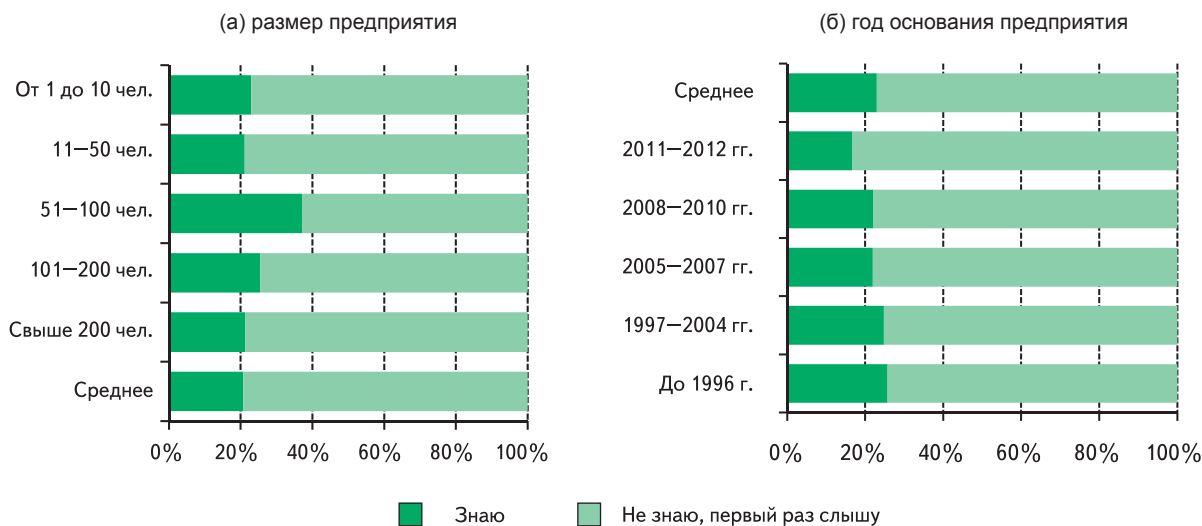 (а) размер предприятия
От 1 до 10 чел.
11—50 чел.
51—100 чел.
101—200 чел.
Свыше 200 чел.
Среднее
0% 20% 40% 60% 80% 100%
(б) год основания предприятия
Среднее
2011—2012 гг.
2008—2010 гг.
2005—2007 гг.
1997—2004 гг.
До 1996 г.
0% 20% 40% 60% 80% 100%
Знаю
Не знаю, первый раз слышу